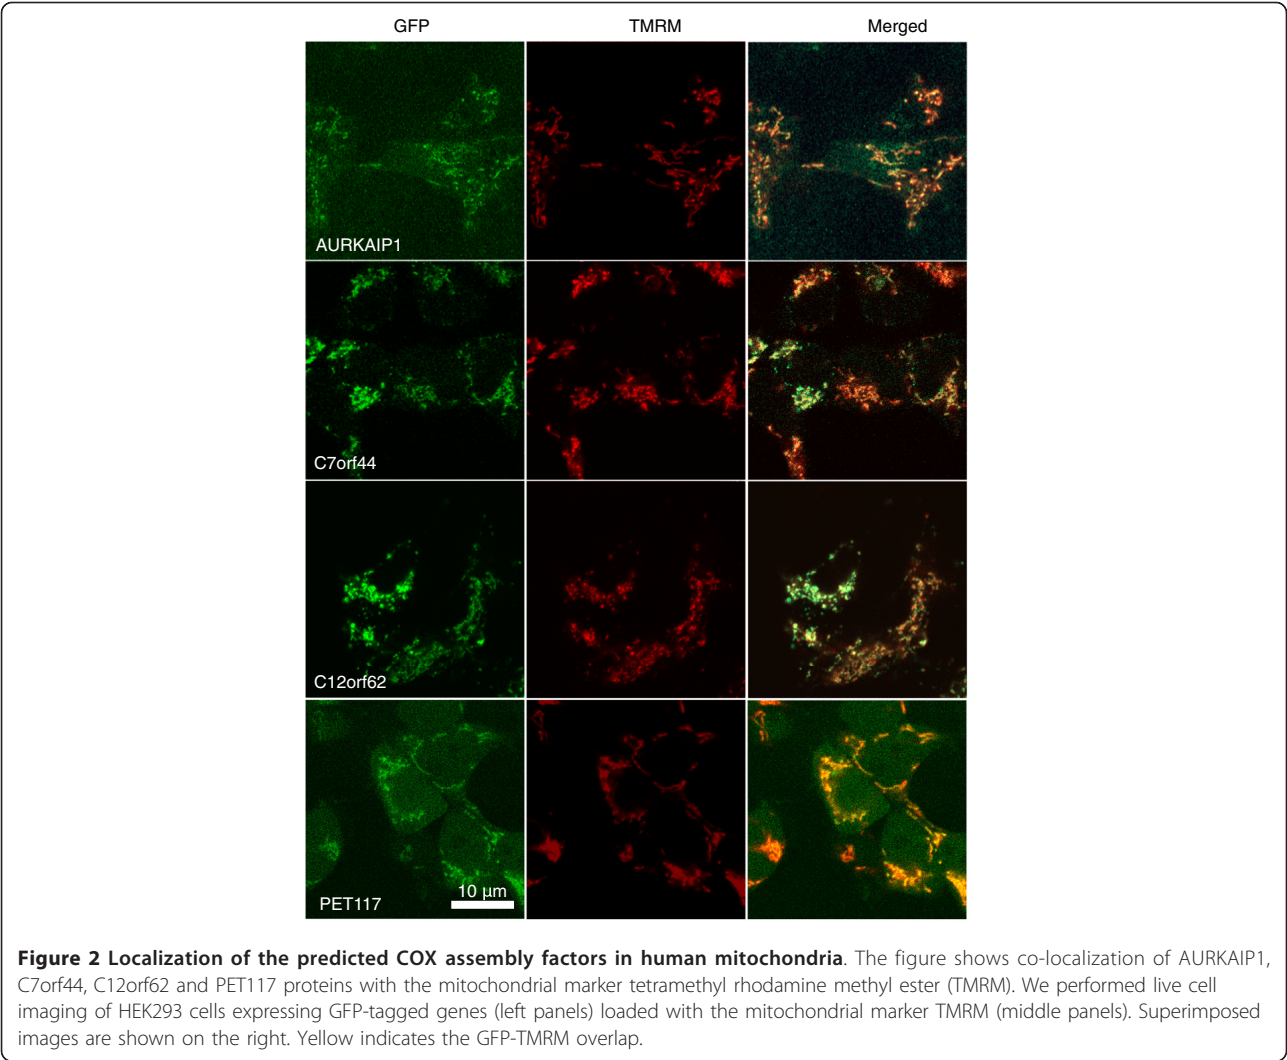 GFP TMRM Merged
AURKAIP1
C7orf44
C12orf62
10 µm
PET117
Figure 2 Localization of the predicted COX assembly factors in human mitochondria. The figure shows co-localization of AURKAIP1,
C7orf44, C12orf62 and PET117 proteins with the mitochondrial marker tetramethyl rhodamine methyl ester (TMRM). We performed live cell
imaging of HEK293 cells expressing GFP-tagged genes (left panels) loaded with the mitochondrial marker TMRM (middle panels). Superimposed
images are shown on the right. Yellow indicates the GFP-TMRM overlap.